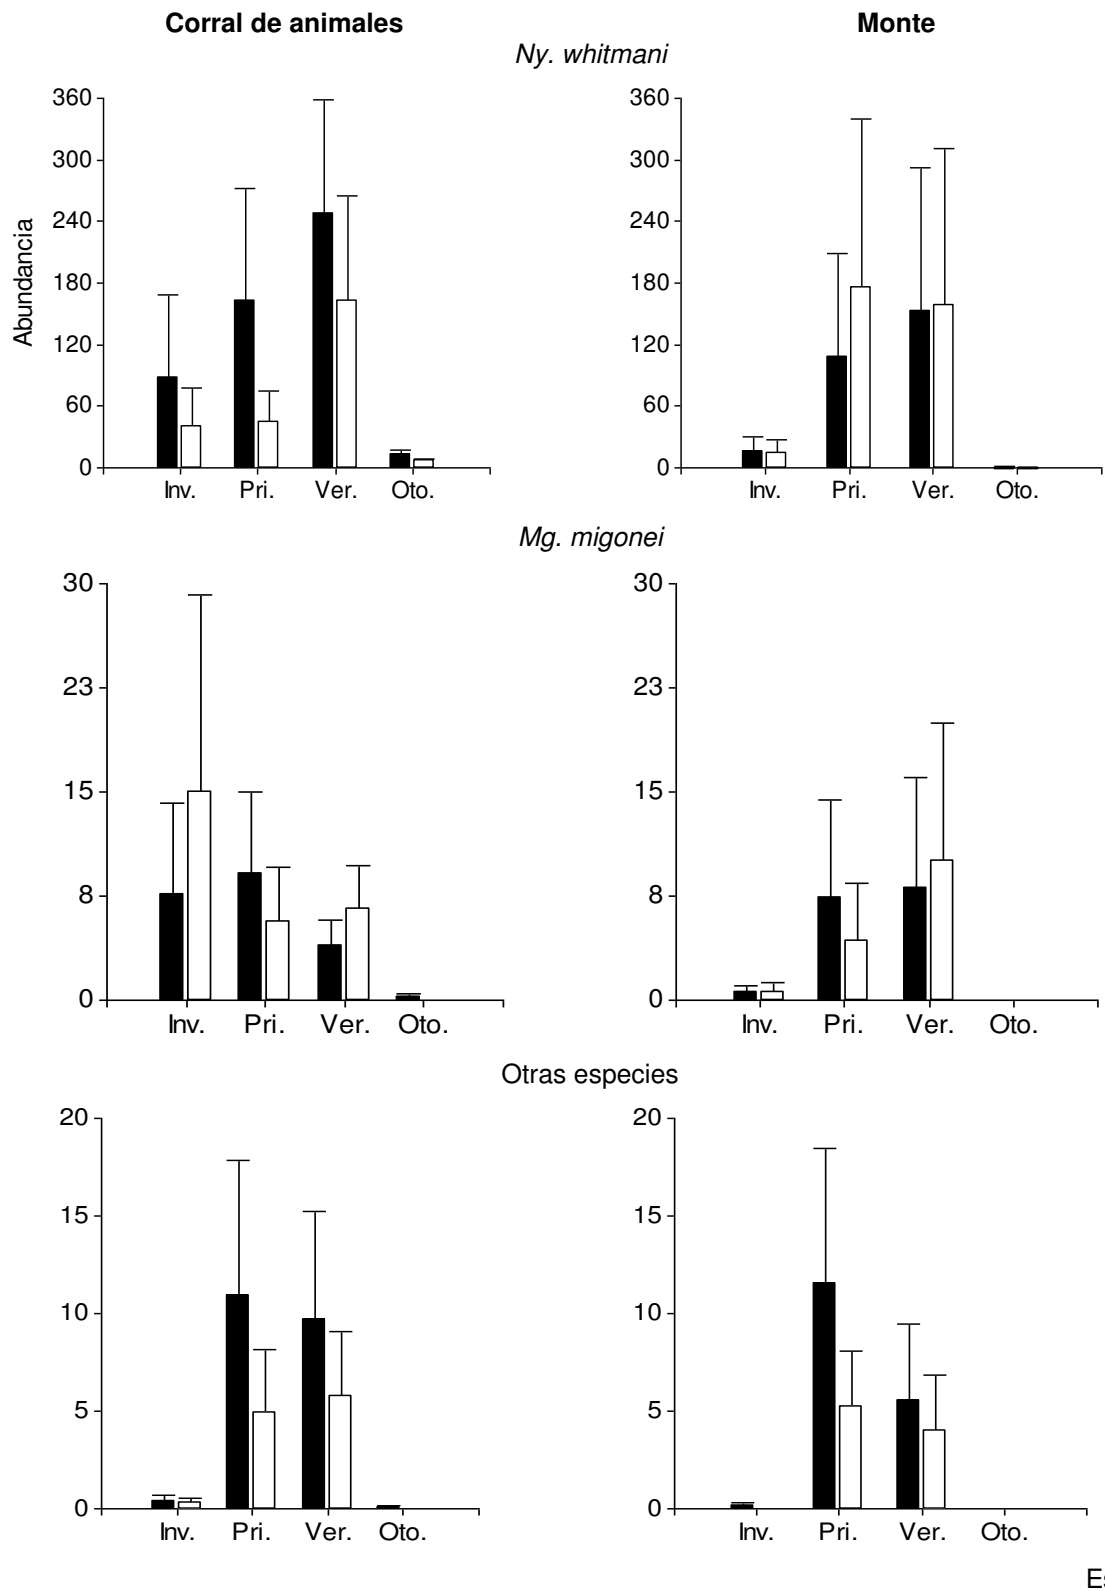 Corral de animales
Monte
Ny. whitmani
Abundancia
360
300
240
180
120
60
0
Inv. Pri. Ver. Oto.
360
300
240
180
120
60
0
Inv. Pri. Ver. Oto.
Mg. migonei
30
23
15
8
0
Inv. Pri. Ver. Oto.
30
23
15
8
0
Inv. Pri. Ver. Oto.
Otras especies
20
15
10
5
0
Inv. Pri. Ver. Oto.
20
15
10
5
0
Inv. Pri. Ver. Oto.